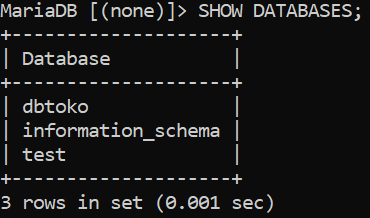 MariaDB [(none)]> SHOW DATABASES;
+--------------------+
| Database           |
+--------------------+
| dbtoko             |
| information_schema |
| test               |
+--------------------+
3 rows in set (0.001 sec)